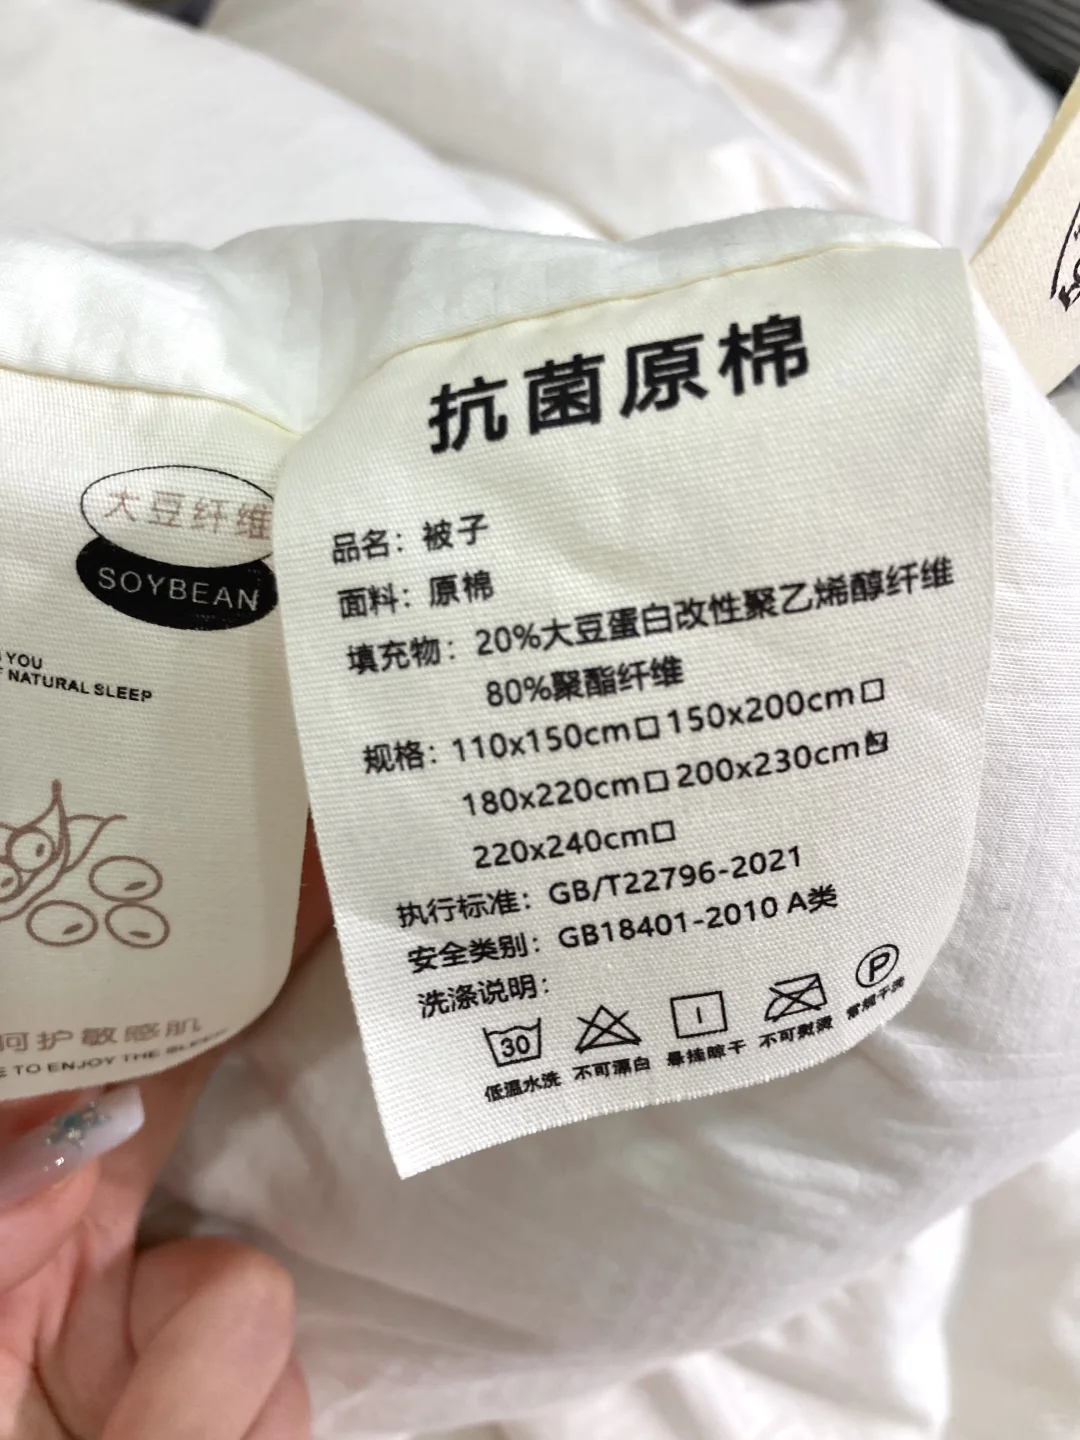 大豆纤维
SOYBEAN
YOU
NATURAL SLEEP
呵护敏感肌
E TO ENJOY THE SLEEP
抗菌原棉
品名：被子
面料：原棉
填充物：20%大豆蛋白改性聚乙烯醇纤维
80%聚酯纤维
规格：110x150cm☐150x200cm☐
180x220cm☐200x230cm☑
220x240cm☐
执行标准：GB/T22796-2021
安全类别：GB18401-2010 A类
洗涤说明：
30
P
低温水洗 不可漂白 悬挂晾干 不可熨烫 常规干洗